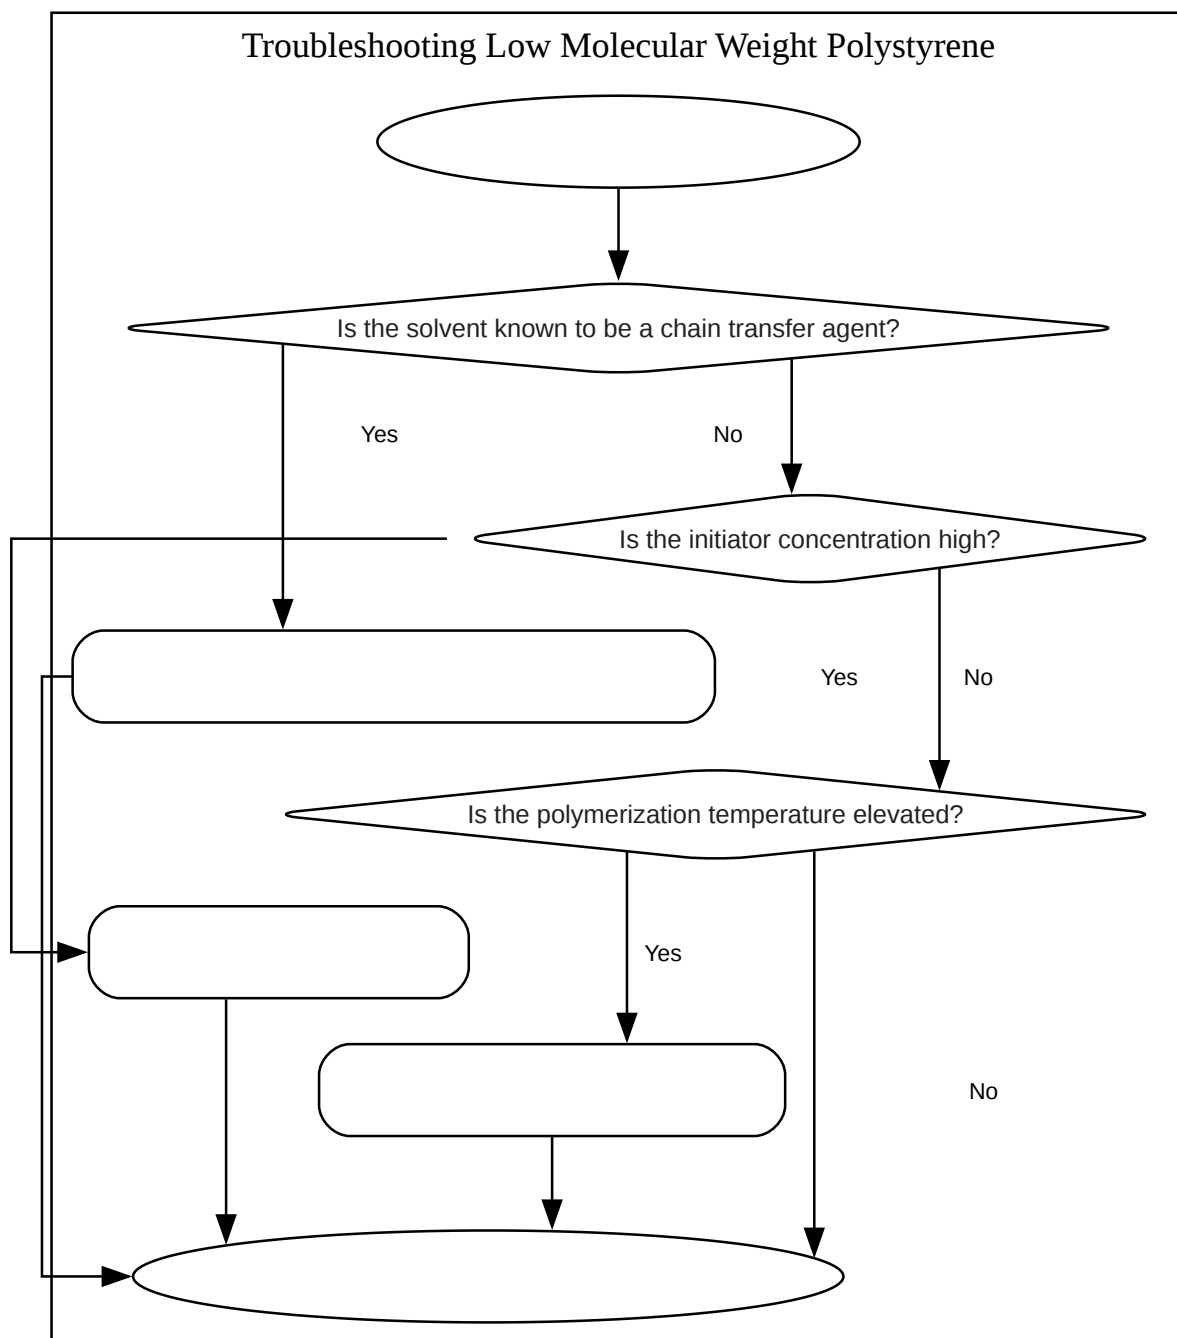 Troubleshooting Low Molecular Weight Polystyrene
Is the solvent known to be a chain transfer agent?
Yes
No
Is the initiator concentration high?
Yes
No
Is the polymerization temperature elevated?
Yes
No